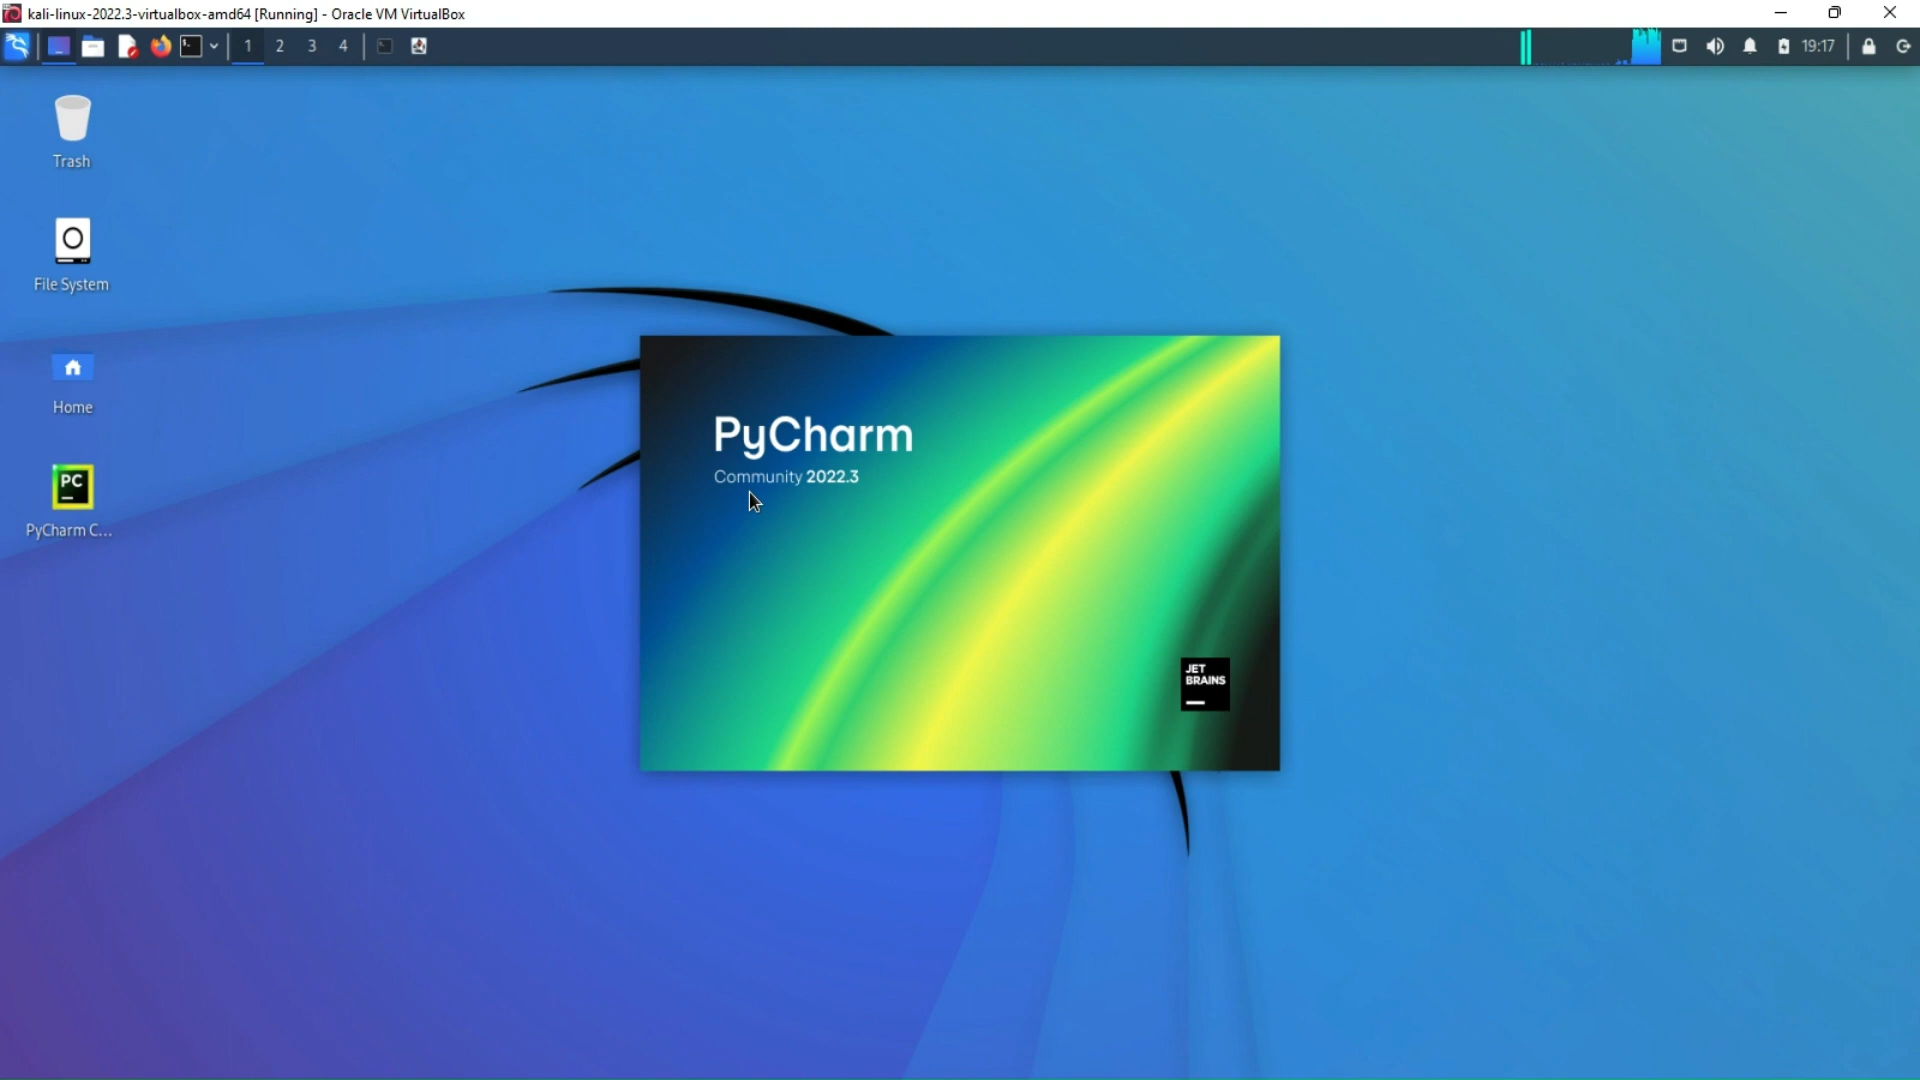 kali-linux-2022.3-virtualbox-amd64 [Running] - Oracle VM VirtualBox
1 2 3 4
19:17
Trash
File System
Home
PC
PyCharm C...
PyCharm
Community 2022.3
JET
BRAINS